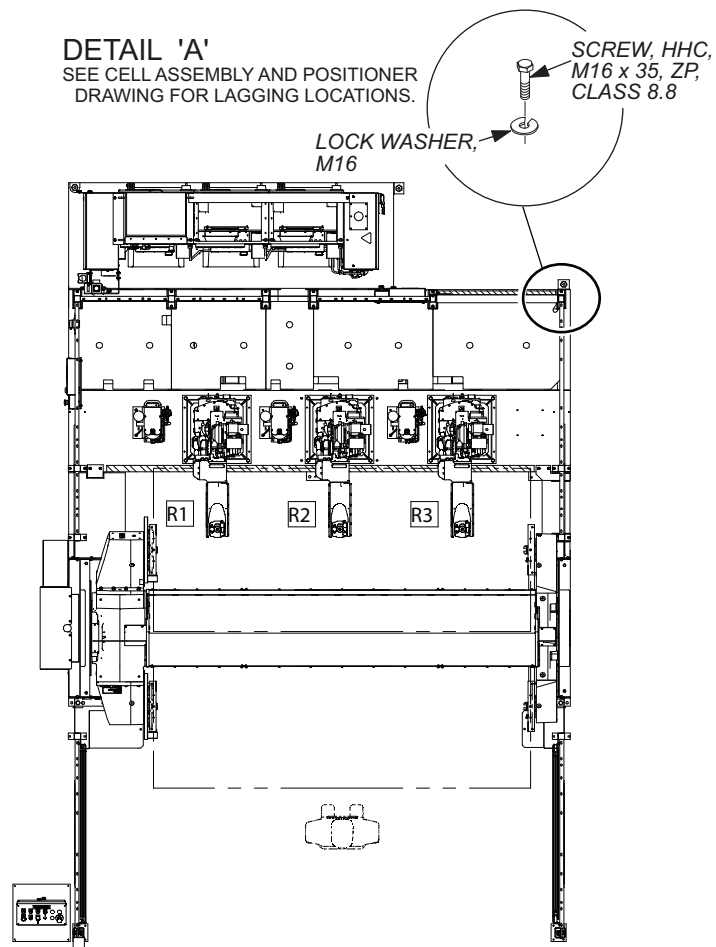 DETAIL 'A'
SEE CELL ASSEMBLY AND POSITIONER
DRAWING FOR LAGGING LOCATIONS.
SCREW, HHC,
M16 x 35, ZP,
CLASS 8.8
LOCK WASHER,
M16
R1
R2
R3